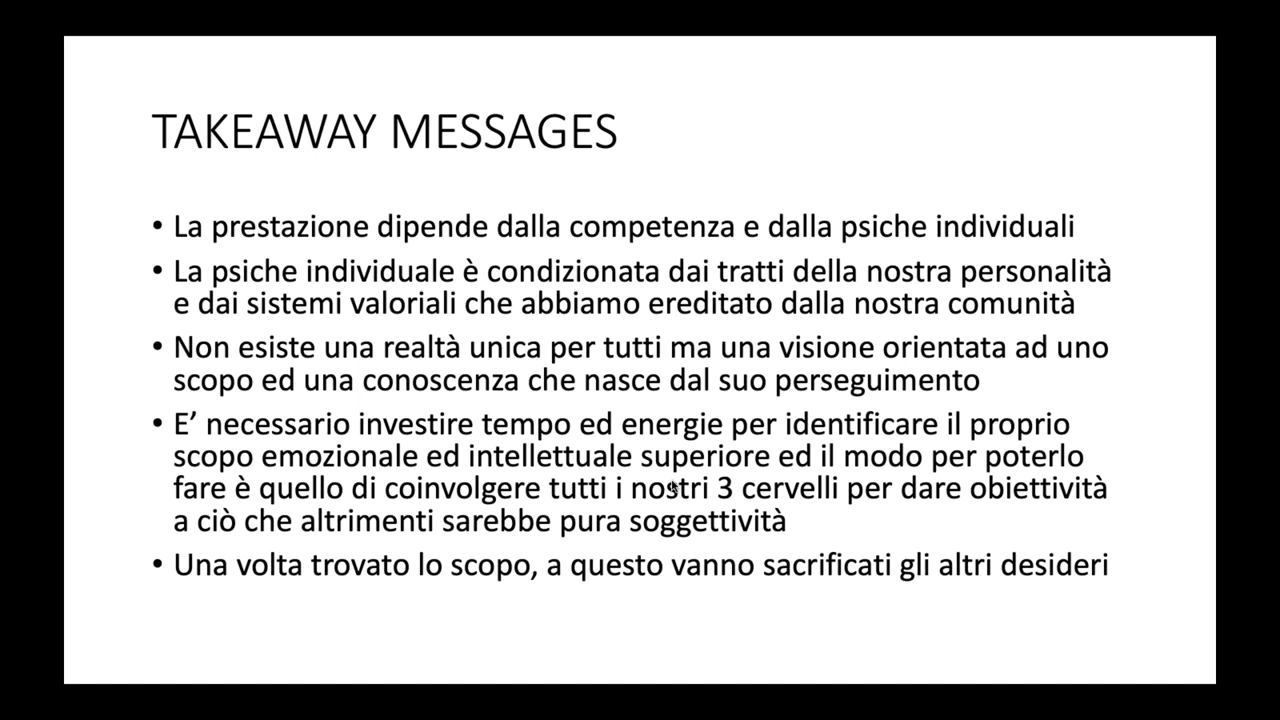 TAKEAWAY MESSAGES
• La prestazione dipende dalla competenza e dalla psiche individuali
• La psiche individuale è condizionata dai tratti della nostra personalità
e dai sistemi valoriali che abbiamo ereditato dalla nostra comunità
• Non esiste una realtà unica per tutti ma una visione orientata ad uno
scopo ed una conoscenza che nasce dal suo perseguimento
• E’ necessario investire tempo ed energie per identificare il proprio
scopo emozionale ed intellettuale superiore ed il modo per poterlo
fare è quello di coinvolgere tutti i nostri 3 cervelli per dare obiettività
a ciò che altrimenti sarebbe pura soggettività
• Una volta trovato lo scopo, a questo vanno sacrificati gli altri desideri